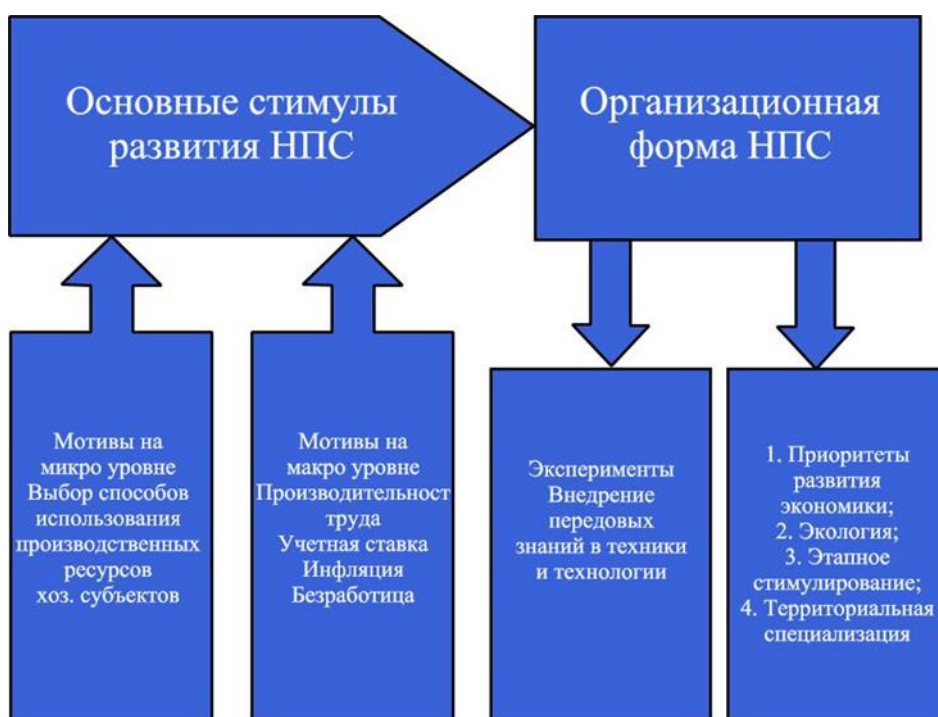 Основные стимулы
развития НПС
Организационная
форма НПС
Мотивы на
микро уровне
Выбор способов
использования
производственных
ресурсов
хоз. субъектов
Мотивы на
макро уровне
Производительност
труда
Учетная ставка
Инфляция
Безработица
Эксперименты
Внедрение
передовых
знаний в техники
и технологии
1. Приоритеты
развития
экономики;
2. Экология;
3. Этапное
стимулирование;
4. Территориальная
специализация